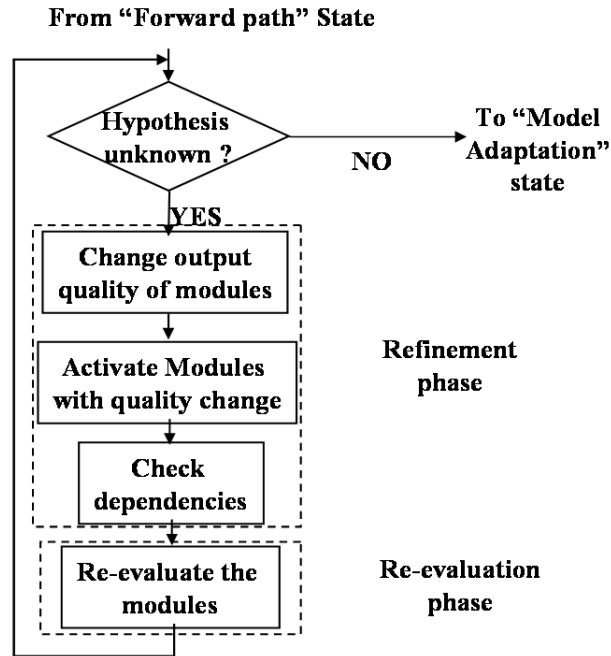 From “Forward path” State
Hypothesis
unknown ?
To “Model
Adaptation”
state
NO
YES
Change output
quality of modules
Activate Modules
with quality change
Refinement
phase
Check
dependencies
Re-evaluate the
modules
Re-evaluation
phase